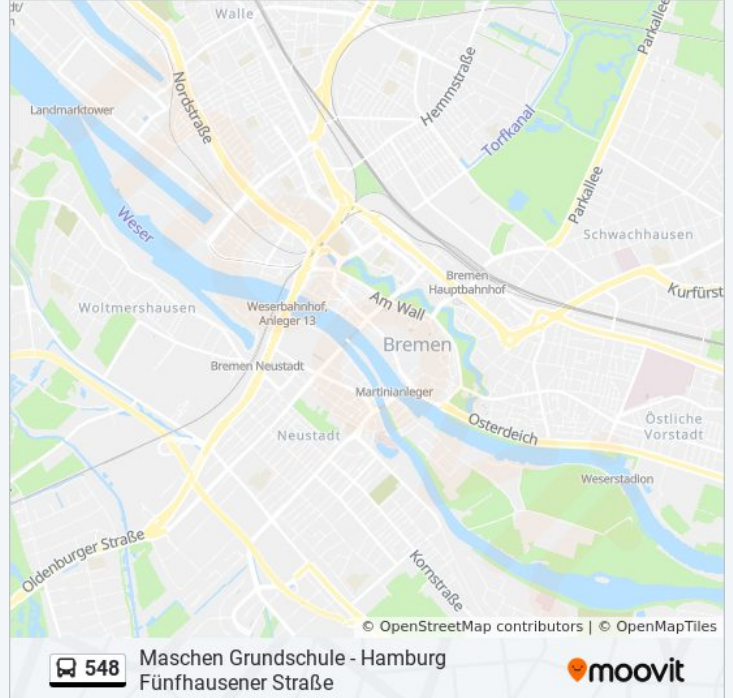 Walle
Parkallee
Hemmstraße
Nordstraße
Landmarktower
Torfkanal
Parkallee
Weser
Schwachhausen
Bremen
Hauptbahnhof
Kurfürst
Woltmershausen
Weserbahnhof,
Anleger 13
Am Wall
Bremen
Bremen Neustadt
Martinianleger
Osterdeich
Östliche
Vorstadt
Neustadt
Weserstadion
Oldenburger Straße
Kornstraße
© OpenStreetMap contributors | © OpenMapTiles
548
Maschen Grundschule - Hamburg
Fünfhausener Straße
moovit